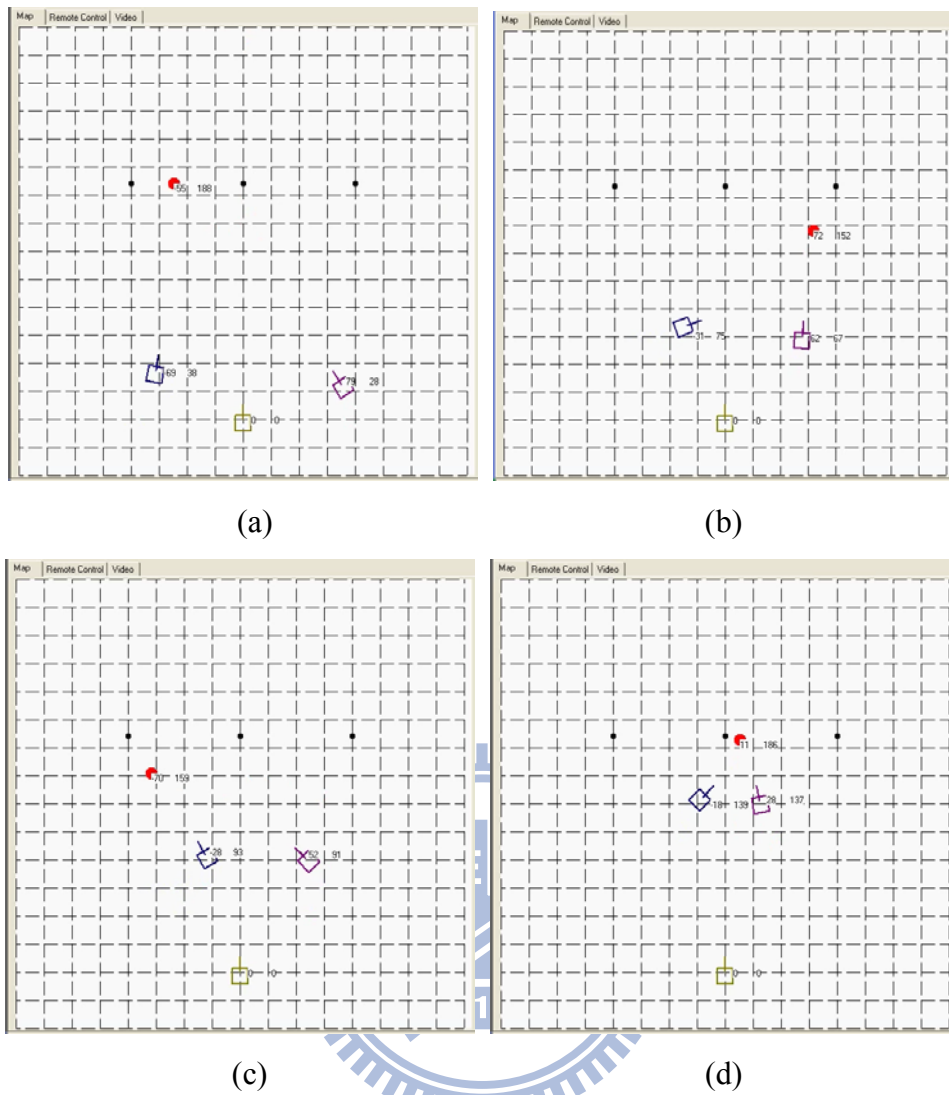 Map Remote Control Video
-55 188
-69 38
79 28
0 0
(a)
Map Remote Control Video
72 152
-31 75
62 67
0 0
(b)
Map Remote Control Video
-70 159
-28 93
52 91
0 0
(c)
Map Remote Control Video
11 186
-18 139
28 137
0 0
(d)